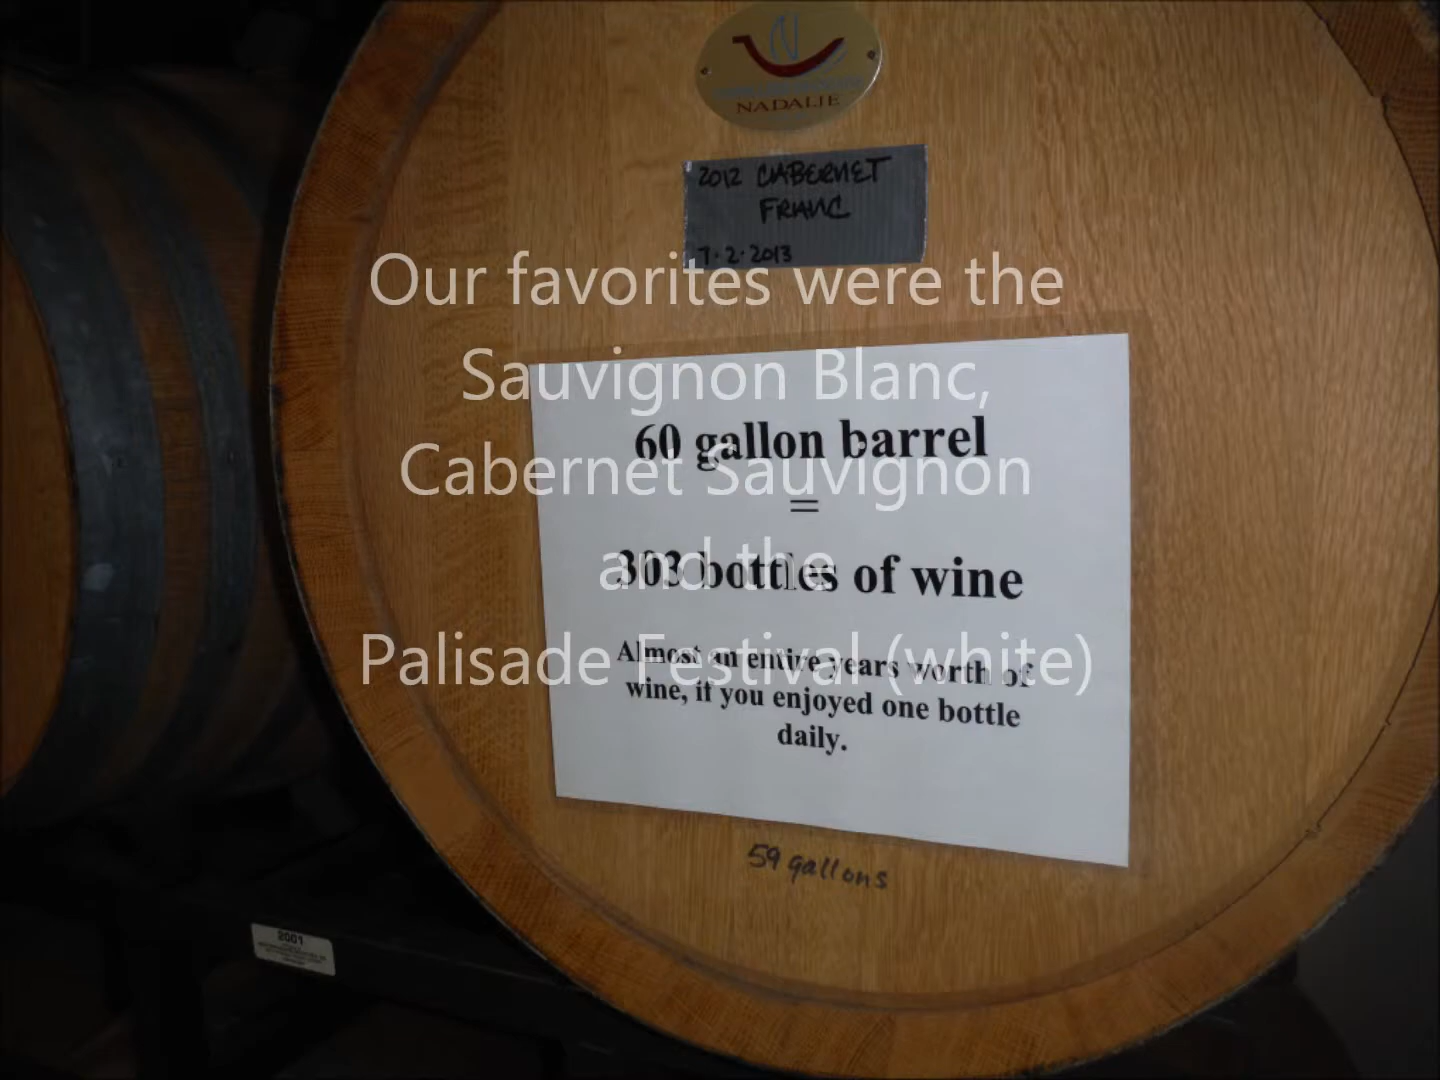 NADALIE
2012 CABERNET
FRANC
7·2·2013
Our favorites were the
Sauvignon Blanc,
Cabernet Sauvignon
and the
Palisade Festival (white)
60 gallon barrel
=
303 bottles of wine
Almost an entire years worth of
wine, if you enjoyed one bottle
daily.
59 gallons
2001